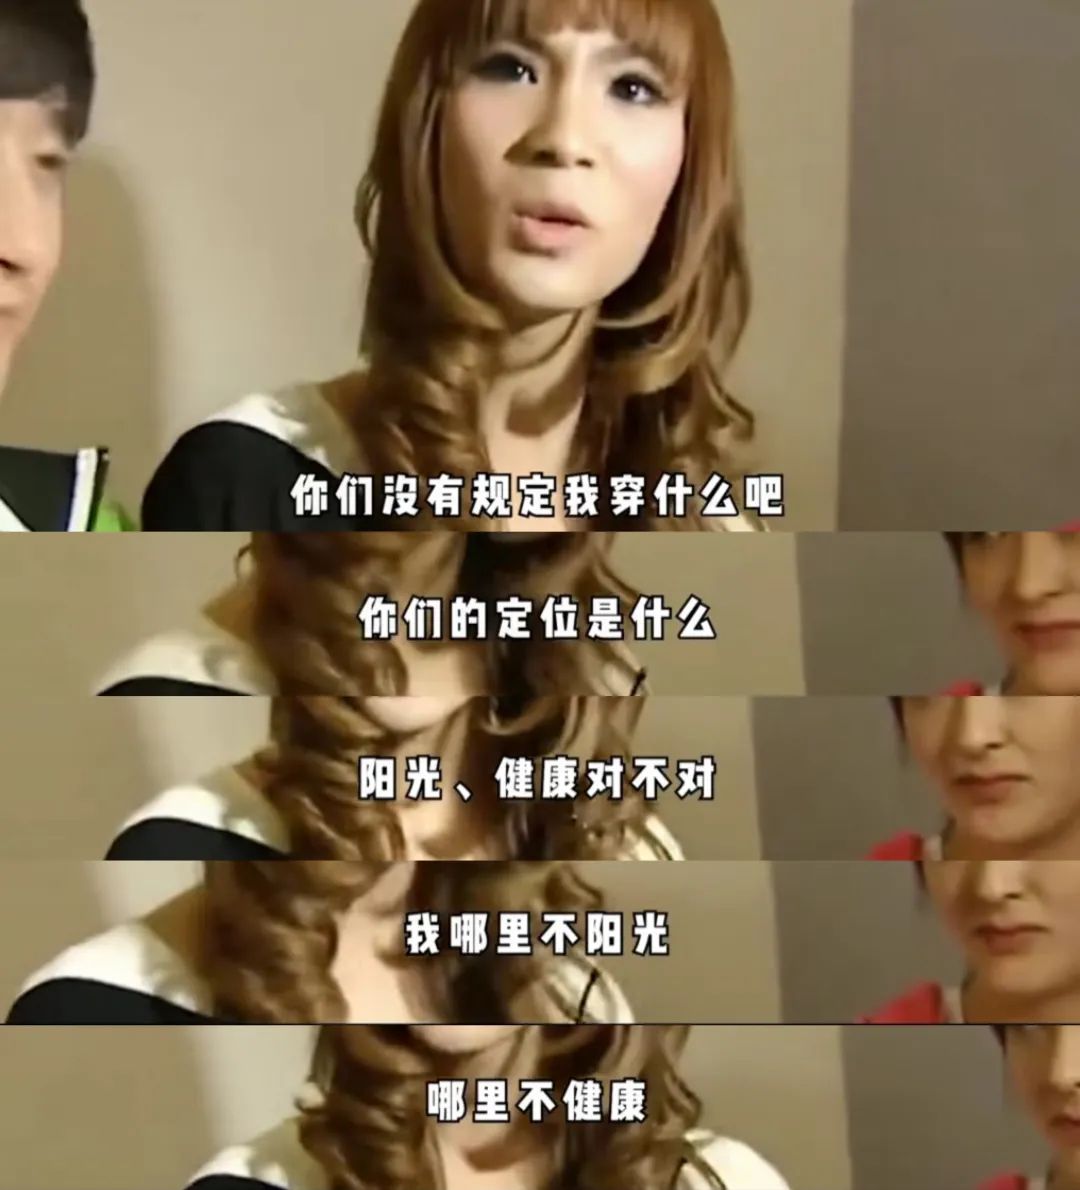 你们没有规定我穿什么吧
你们的定位是什么
阳光、健康对不对
我哪里不阳光
哪里不健康